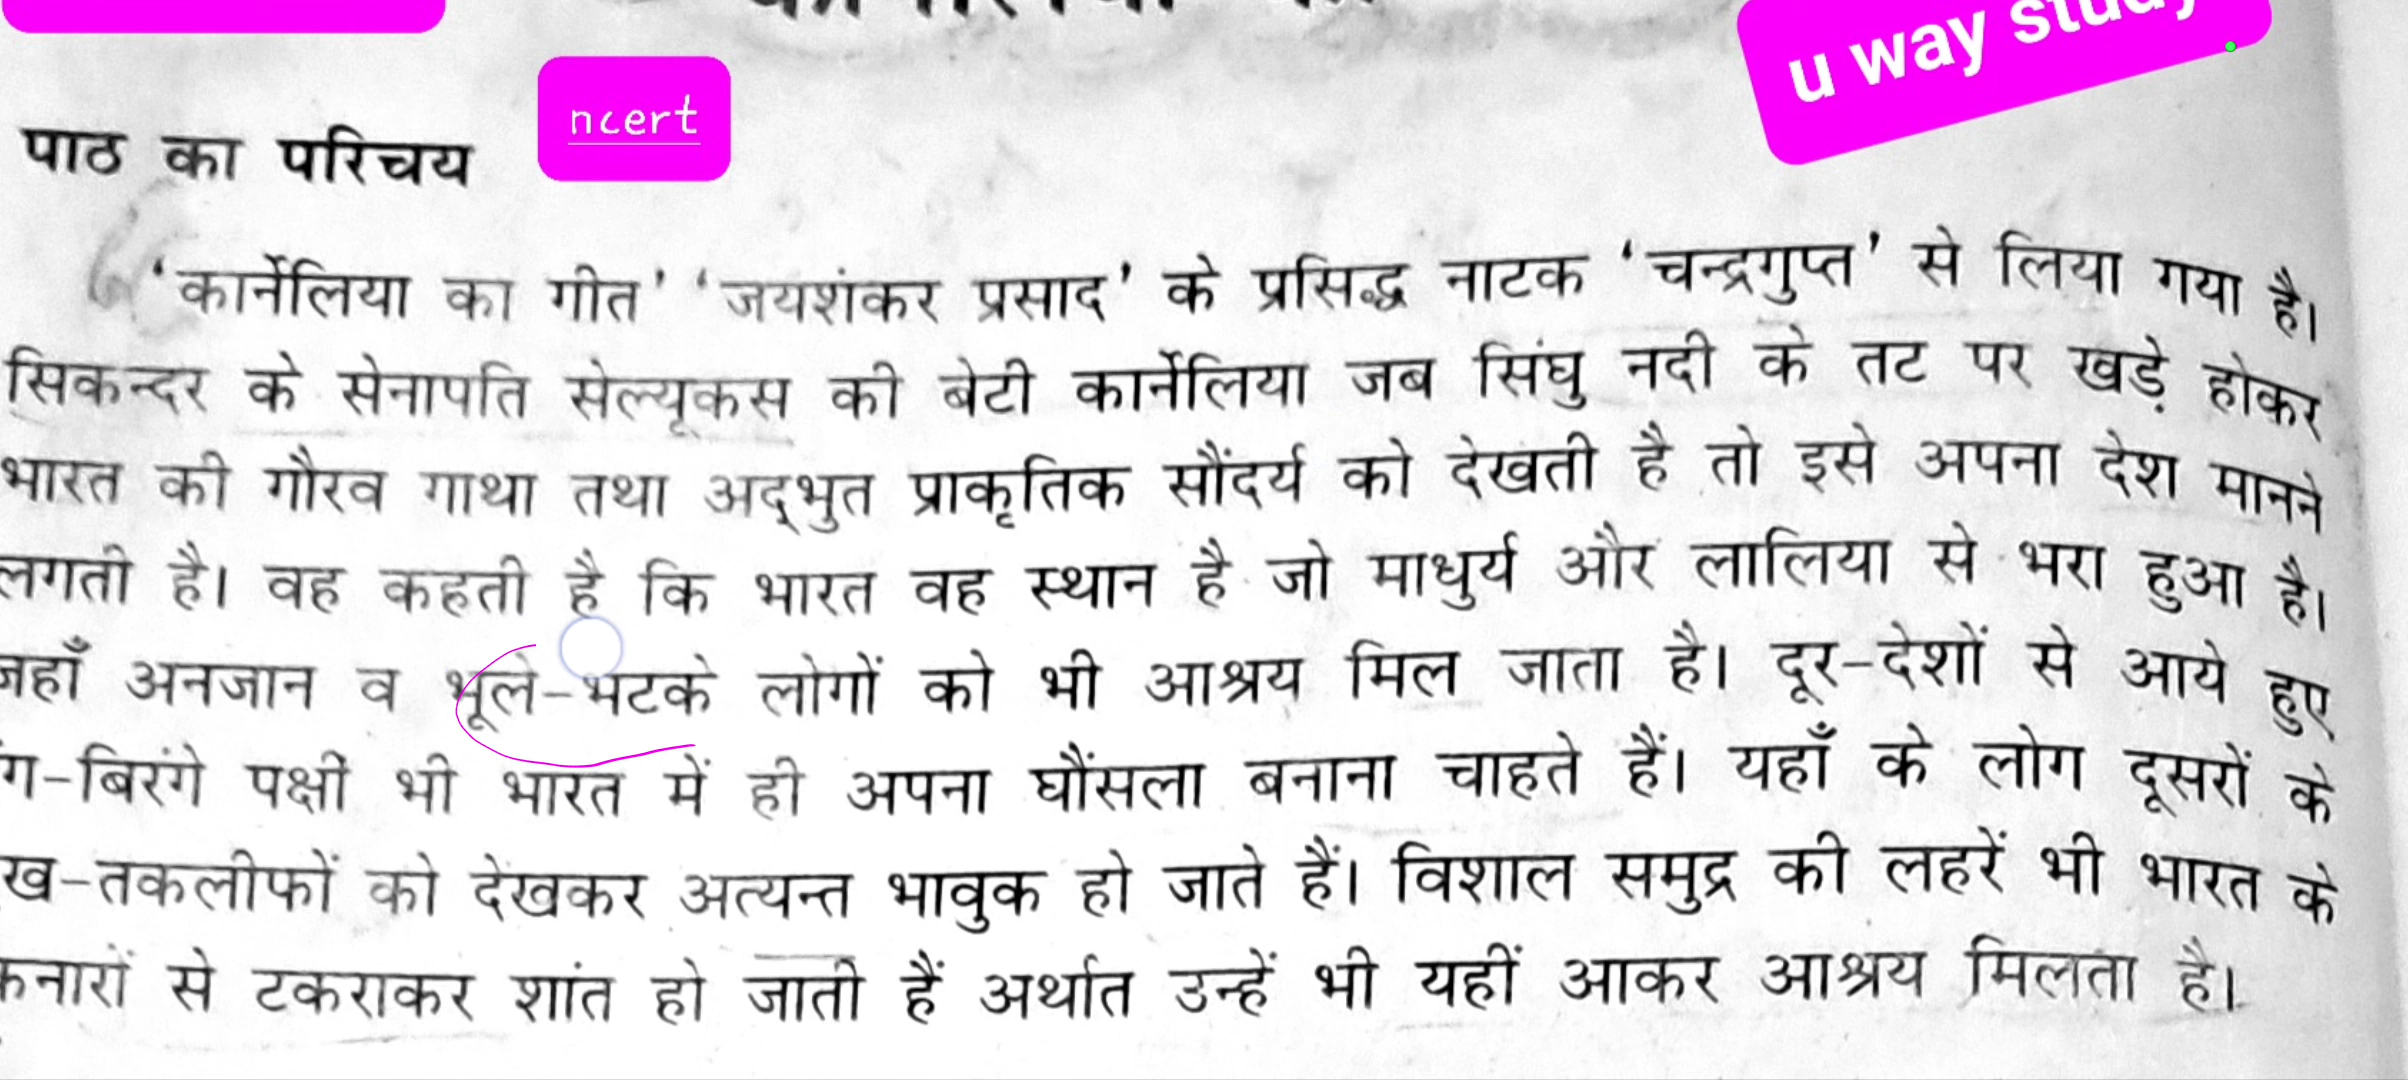 u way study
ncert
पाठ का परिचय
‘कार्नेलिया का गीत’ ‘जयशंकर प्रसाद’ के प्रसिद्ध नाटक ‘चन्द्रगुप्त’ से लिया गया है।
सिकन्दर के सेनापति सेल्यूकस की बेटी कार्नेलिया जब सिंघु नदी के तट पर खड़े होकर
भारत की गौरव गाथा तथा अद्भुत प्राकृतिक सौंदर्य को देखती है तो इसे अपना देश मानने
लगती है। वह कहती है कि भारत वह स्थान है जो माधुर्य और लालिया से भरा हुआ है।
जहाँ अनजान व भूले-भटके लोगों को भी आश्रय मिल जाता है। दूर-देशों से आये हुए
ग-बिरंगे पक्षी भी भारत में ही अपना घौंसला बनाना चाहते हैं। यहाँ के लोग दूसरों के
ख-तकलीफों को देखकर अत्यन्त भावुक हो जाते हैं। विशाल समुद्र की लहरें भी भारत के
कनारों से टकराकर शांत हो जाती हैं अर्थात उन्हें भी यहीं आकर आश्रय मिलता है।